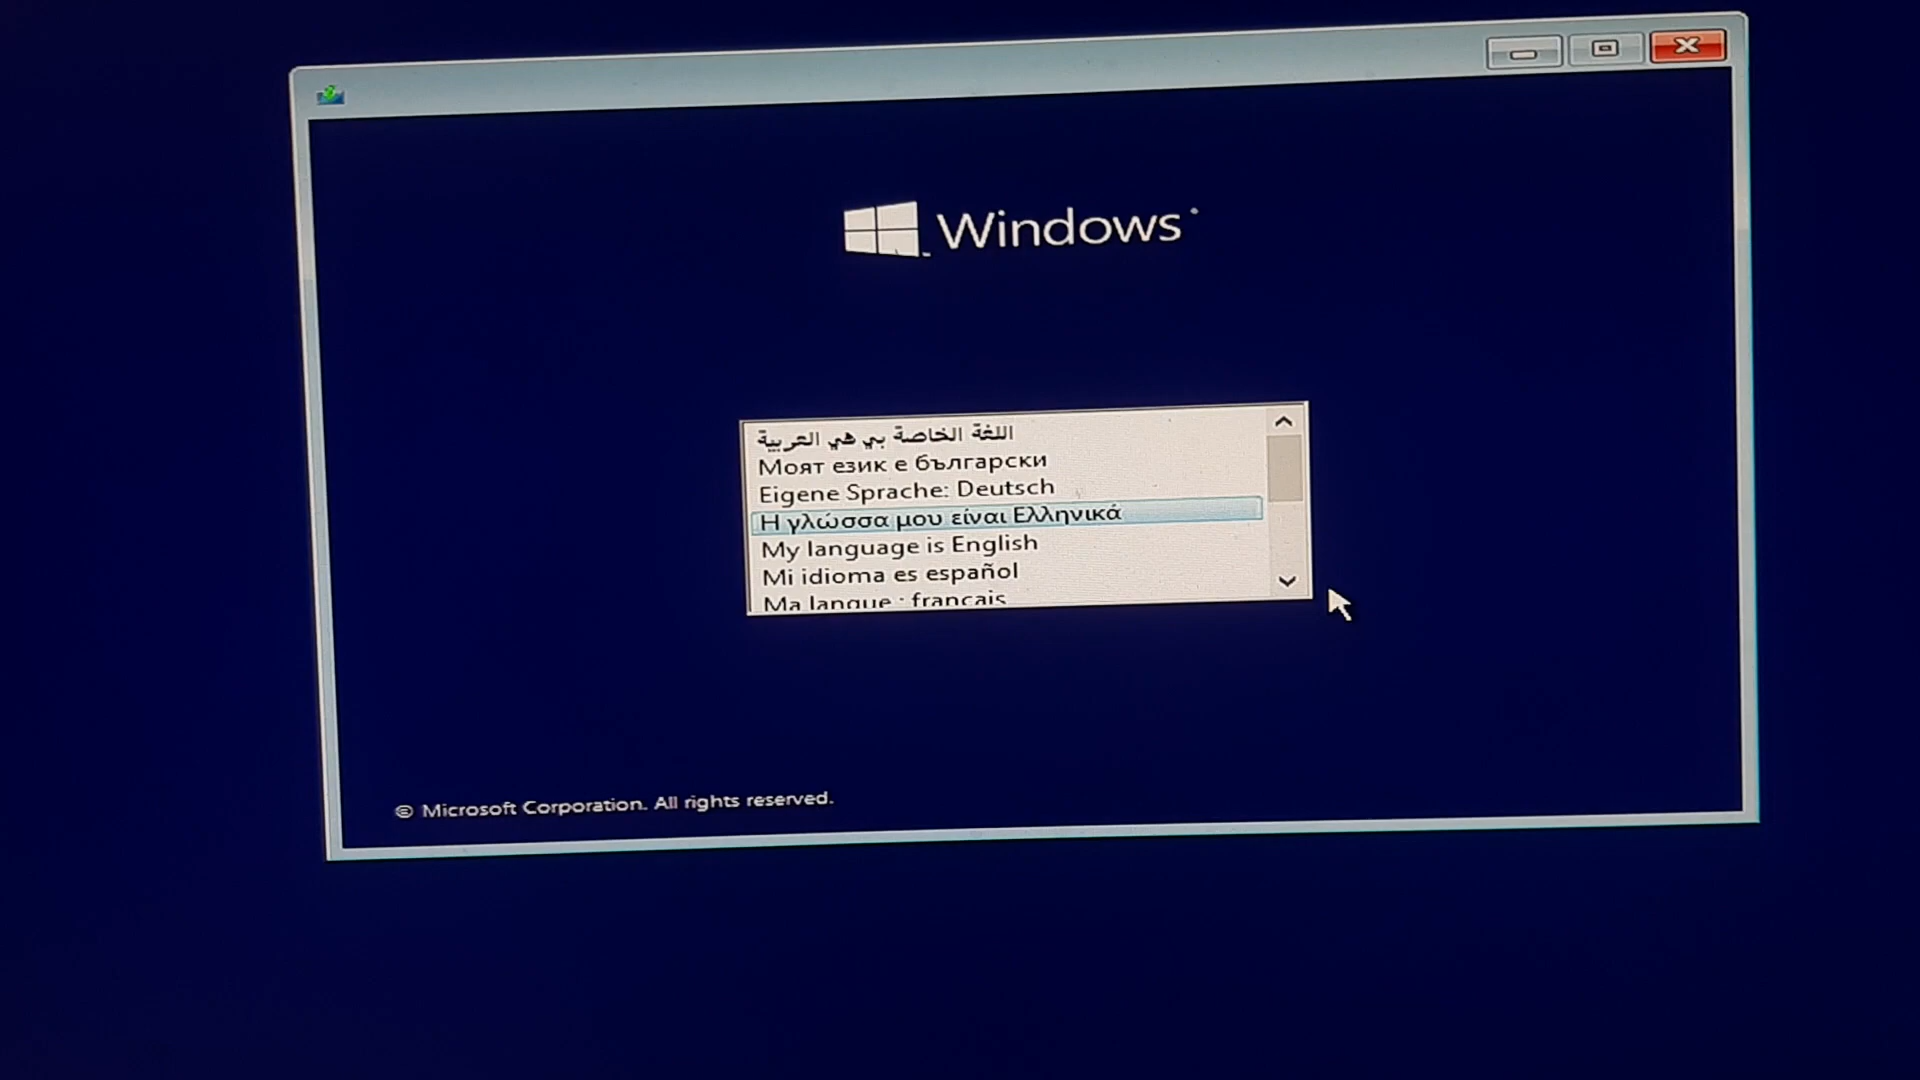 Windows
اللغة الخاصة بي هي العربية
Моят език е български
Eigene Sprache: Deutsch
Η γλώσσα μου είναι Ελληνικά
My language is English
Mi idioma es español
Ma langue : français
© Microsoft Corporation. All rights reserved.